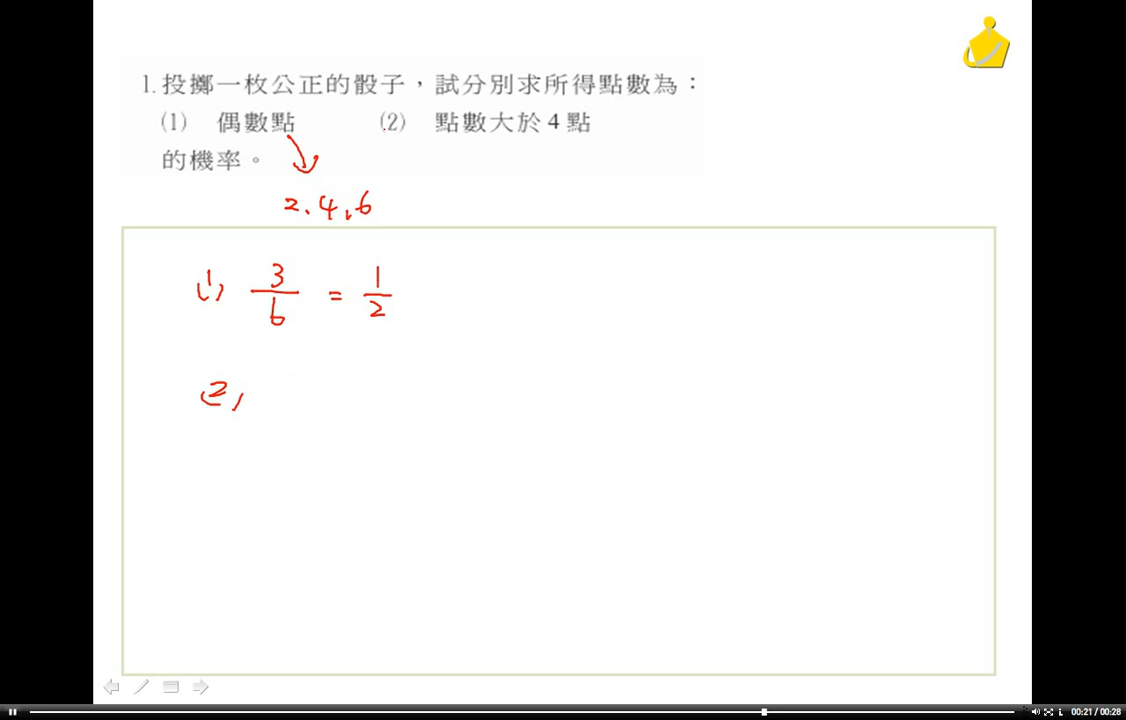 1.投擲一枚公正的骰子，試分別求所得點數為：
(1) 偶數點 (2) 點數大於4點
的機率。
2、4、6
(1) 3/6 = 1/2
(2)
00:21 / 00:28